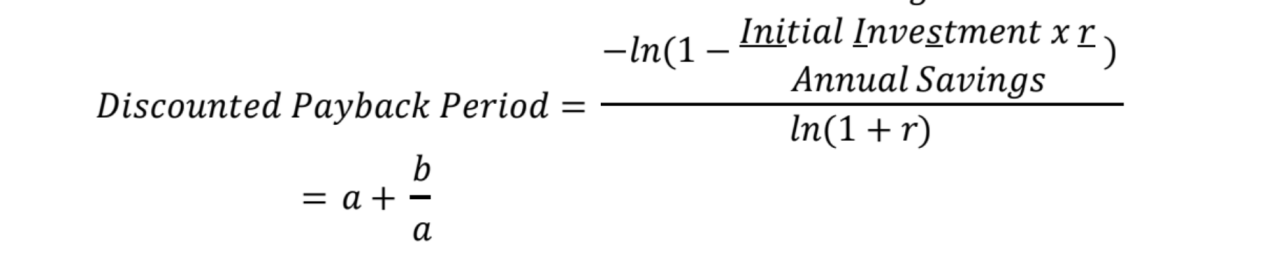 Discounted Payback Period = −ln(1 − Initial Investment x r / Annual Savings) / ln(1 + r)
= a + b / a